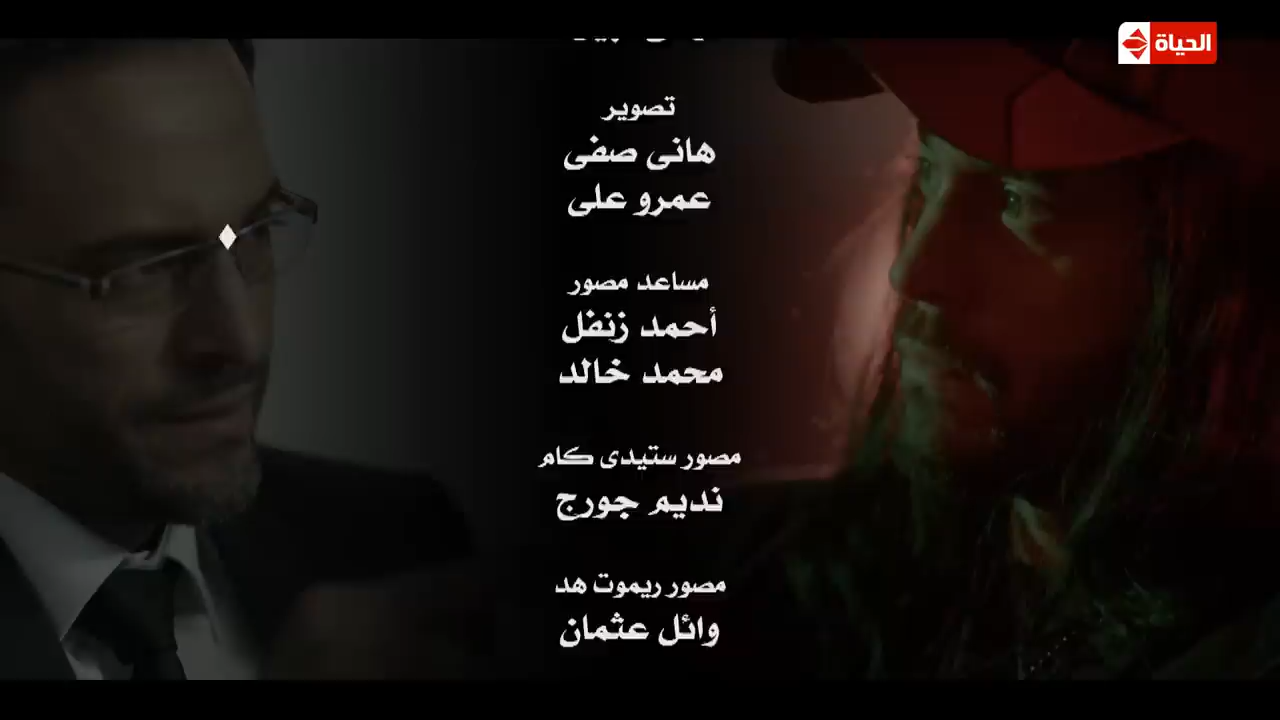 الحياة
تصوير
هانى صفى
عمرو على
مساعد مصور
أحمد زنفل
محمد خالد
مصور ستيدى كام
نديم جورج
مصور ريموت هد
وائل عثمان